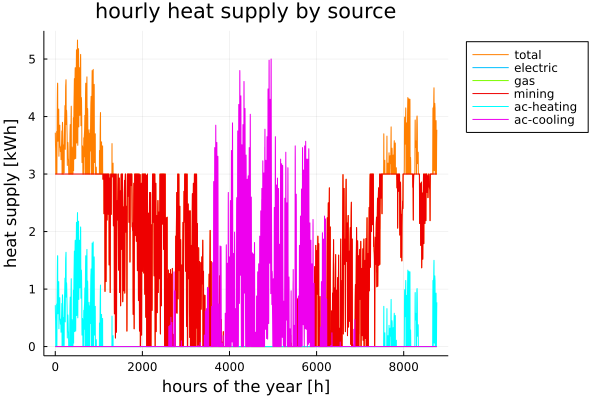 hourly heat supply by source
total
electric
gas
mining
ac-heating
ac-cooling
heat supply [kWh]
5
4
3
2
1
0
0 2000 4000 6000 8000
hours of the year [h]